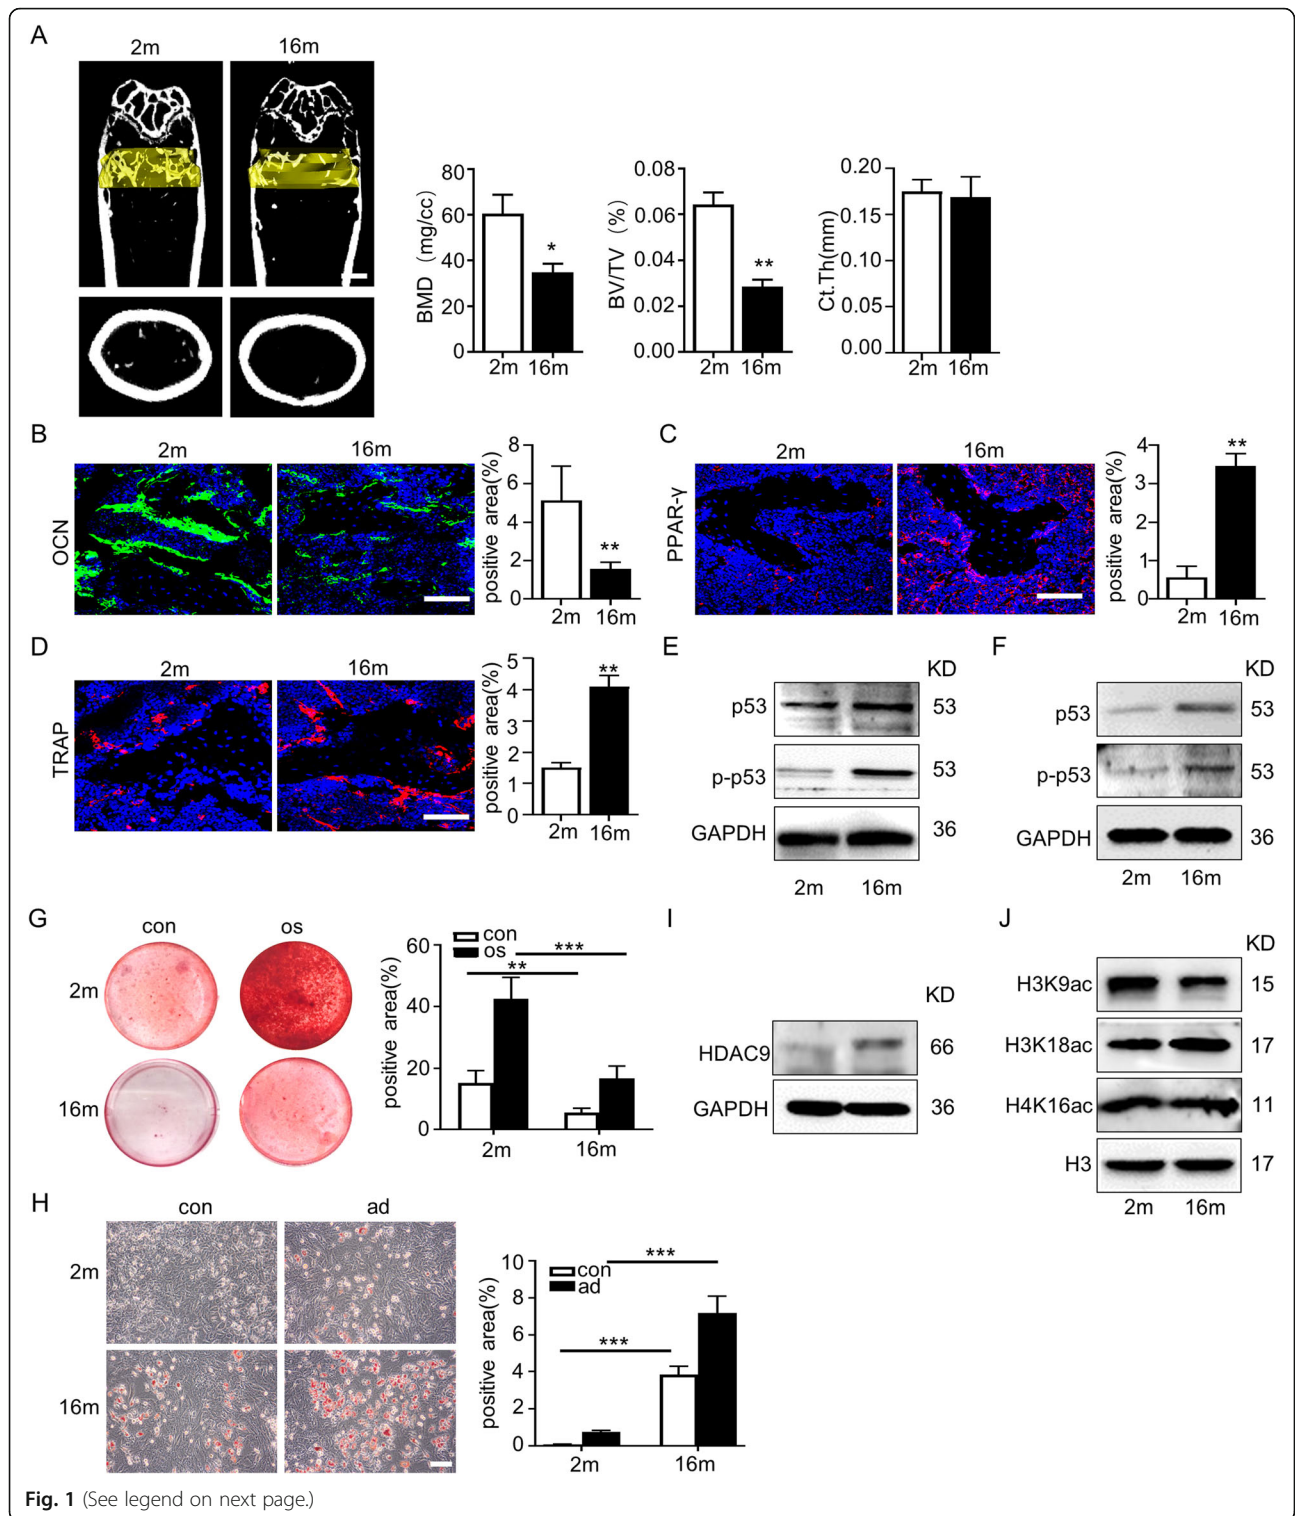 A
2m 16m
BMD (mg/cc)
80
60
40
20
0
*
2m 16m
BV/TV (%)
0.08
0.06
0.04
0.02
0.00
**
2m 16m
Ct.Th(mm)
0.20
0.15
0.10
0.05
0.00
2m 16m
B
2m 16m
OCN
positive area(%)
8
6
4
2
0
**
2m 16m
C
2m 16m
PPAR-γ
positive area(%)
4
3
2
1
0
**
2m 16m
D
2m 16m
TRAP
positive area(%)
5
4
3
2
1
0
**
2m 16m
E
KD
p53 53
p-p53 53
GAPDH 36
2m 16m
F
KD
p53 53
p-p53 53
GAPDH 36
2m 16m
G
con os
2m
16m
positive area(%)
60
40
20
0
con
os
***
**
2m 16m
H
con ad
2m
16m
positive area(%)
10
8
6
4
2
0
con
ad
***
***
2m 16m
I
KD
HDAC9 66
GAPDH 36
J
KD
H3K9ac 15
H3K18ac 17
H4K16ac 11
H3 17
2m 16m
Fig. 1 (See legend on next page.)